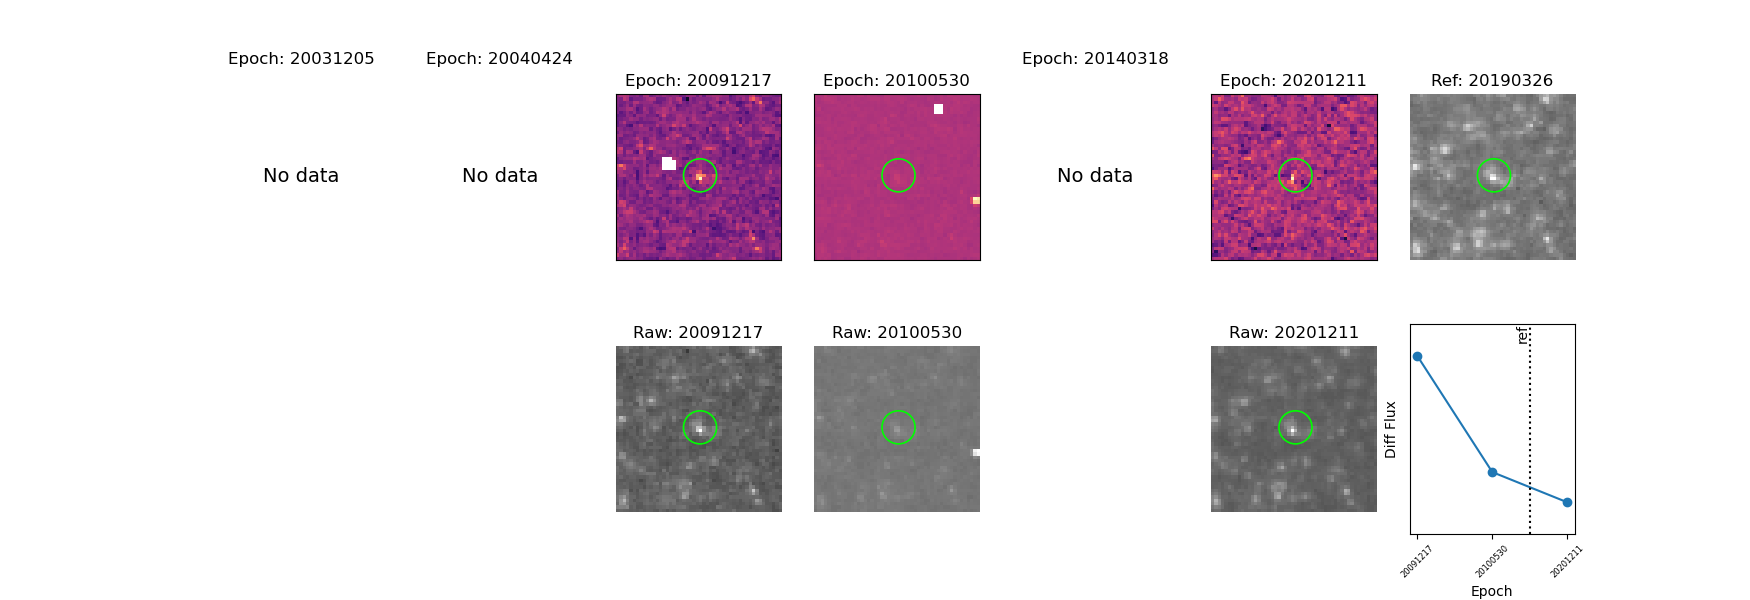 Epoch: 20031205
Epoch: 20040424
Epoch: 20091217
Epoch: 20100530
Epoch: 20140318
Epoch: 20201211
Ref: 20190326
No data
No data
No data
Raw: 20091217
Raw: 20100530
Raw: 20201211
ref
Diff Flux
20091217
20100530
20201211
Epoch